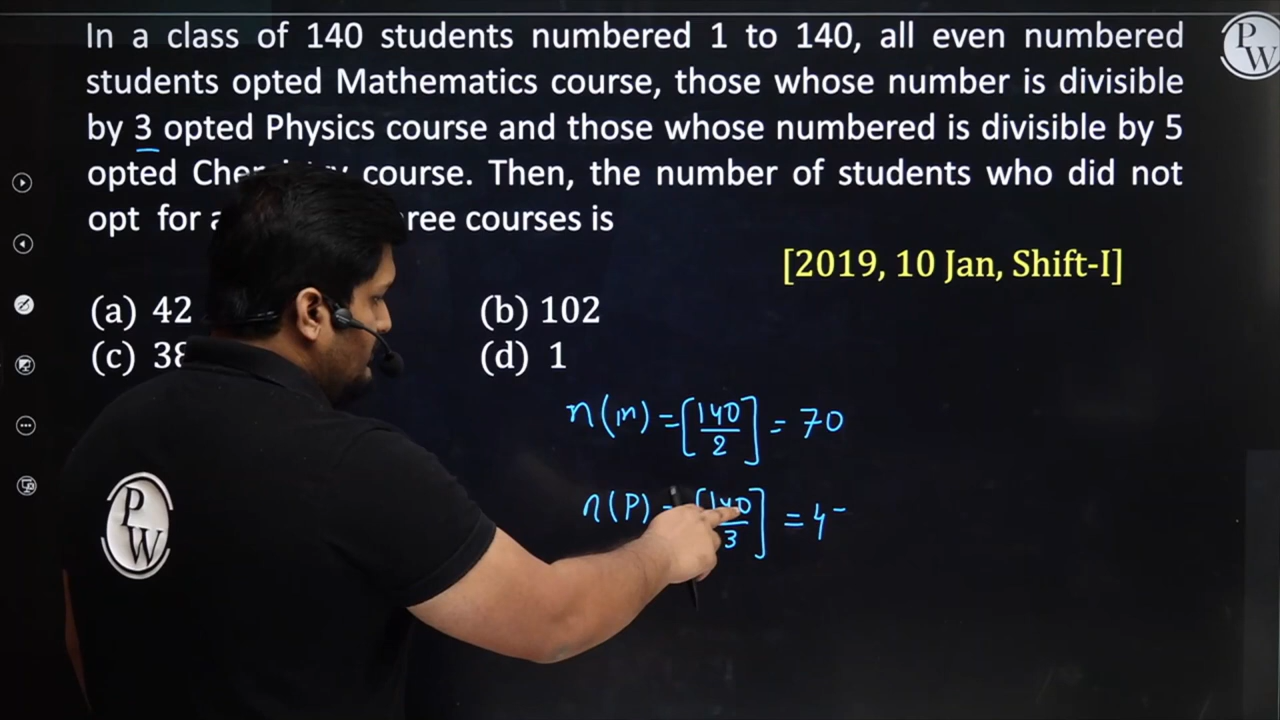 In a class of 140 students numbered 1 to 140, all even numbered
students opted Mathematics course, those whose number is divisible
by 3 opted Physics course and those whose numbered is divisible by 5
opted course. Then, the number of students who did not
opt for courses is
[2019, 10 Jan, Shift-I]
(a) 42 (b) 102
(c) 38 (d) 1
n(m) = [140/2] = 70
n(P) = [140/3] = 4
PW
PW